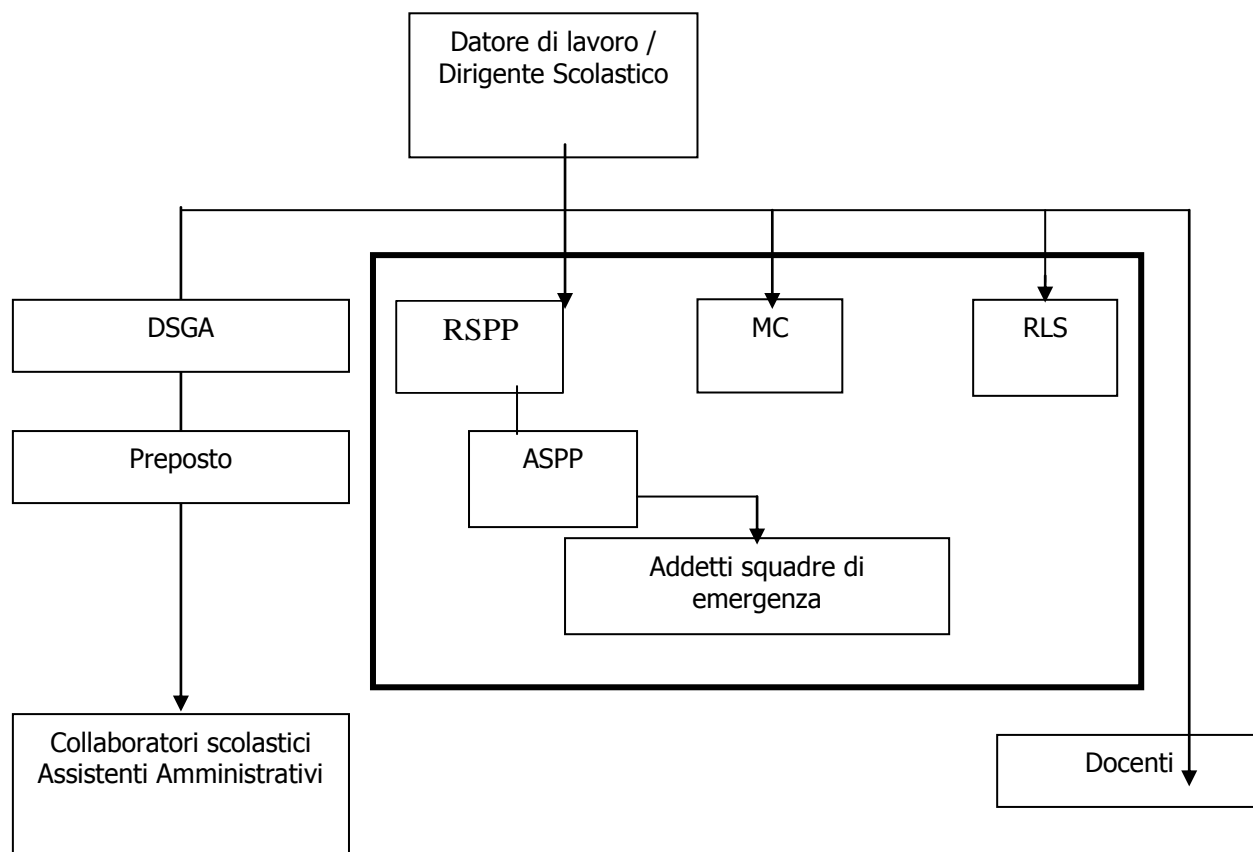 Datore di lavoro /
Dirigente Scolastico
DSGA
RSPP
MC
RLS
Preposto
ASPP
Addetti squadre di
emergenza
Collaboratori scolastici
Assistenti Amministrativi
Docenti